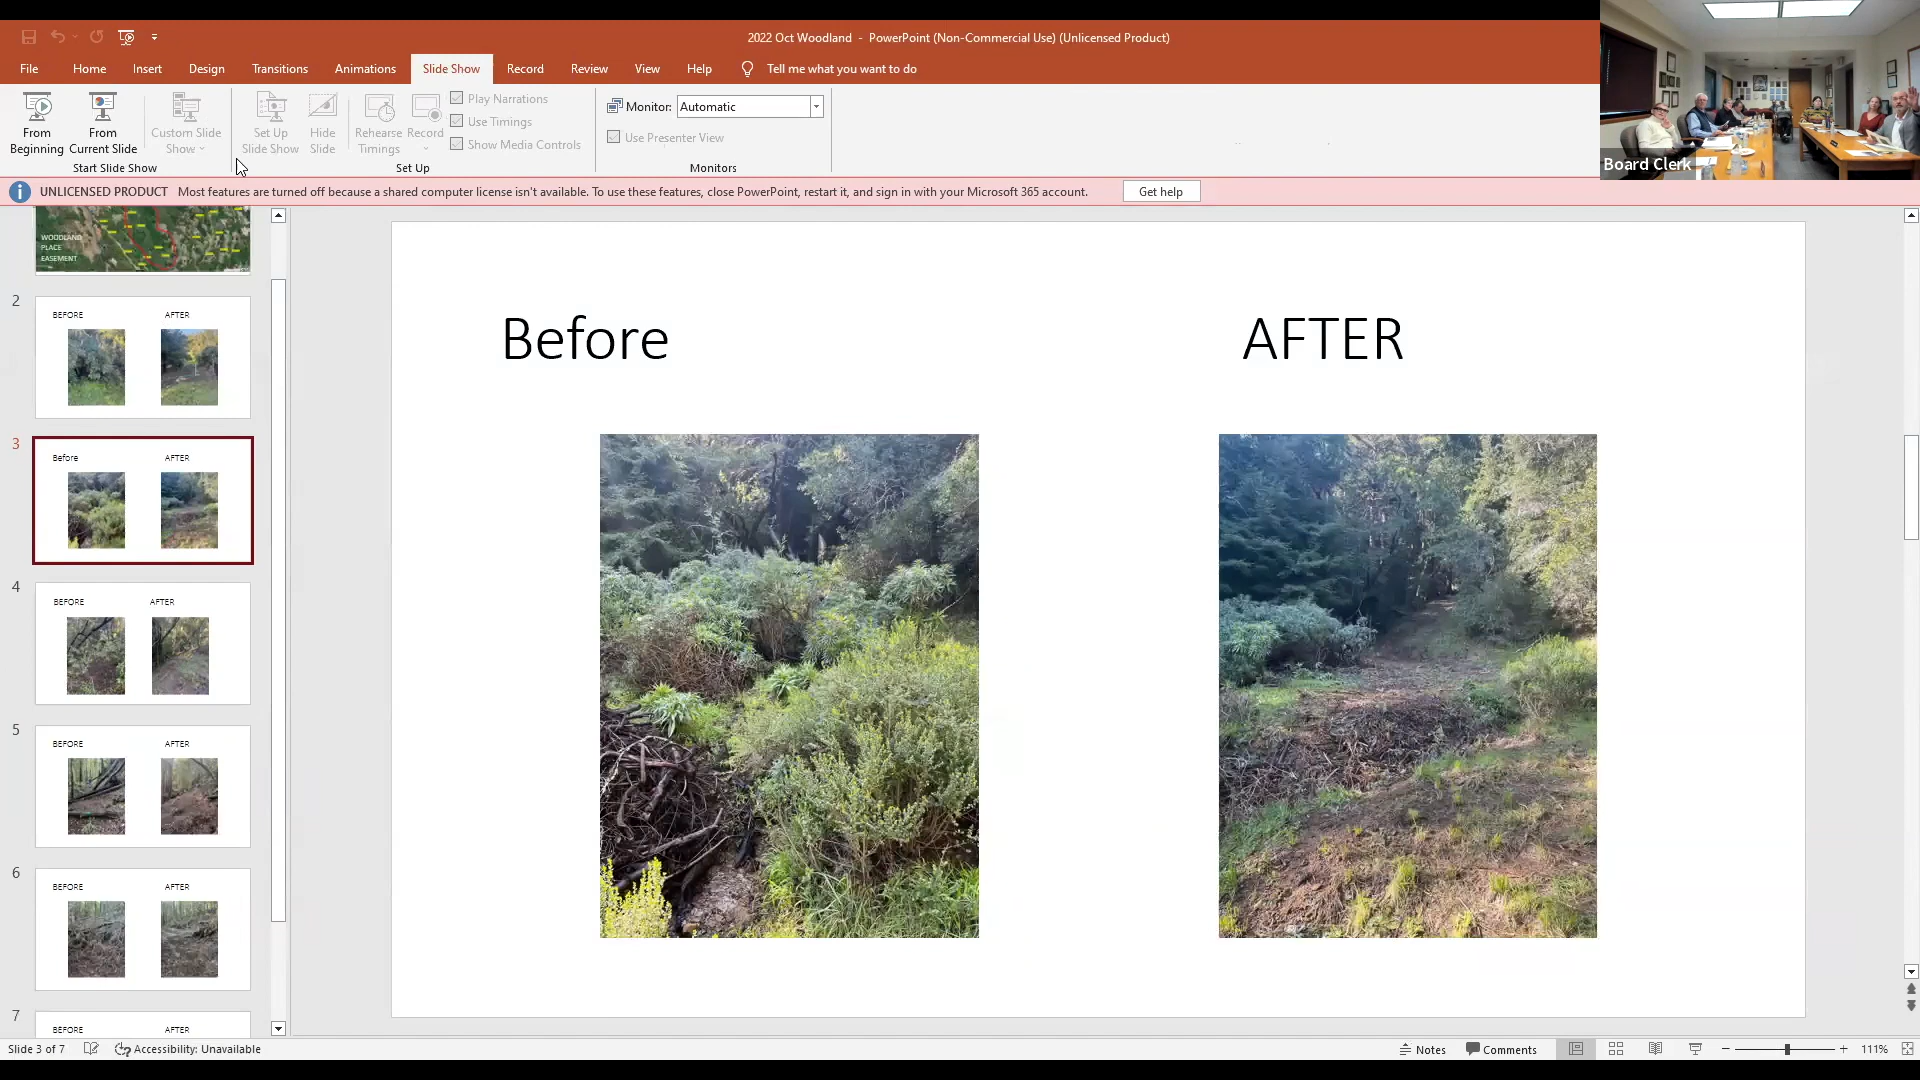 2022 Oct Woodland - PowerPoint (Non-Commercial Use) (Unlicensed Product)
File Home Insert Design Transitions Animations Slide Show Record Review View Help Tell me what you want to do
From Beginning
From Current Slide
Custom Slide Show
Start Slide Show
Set Up Slide Show
Hide Slide
Rehearse Timings
Record
Play Narrations
Use Timings
Show Media Controls
Set Up
Monitor: Automatic
Use Presenter View
Monitors
Board Clerk
UNLICENSED PRODUCT Most features are turned off because a shared computer license isn't available. To use these features, close PowerPoint, restart it, and sign in with your Microsoft 365 account. Get help
WOODLAND
PLACE
EASEMENT
2
BEFORE AFTER
3
Before AFTER
4
BEFORE AFTER
5
BEFORE AFTER
6
BEFORE AFTER
7
BEFORE AFTER
Before AFTER
Slide 3 of 7 Accessibility: Unavailable Notes Comments 111%